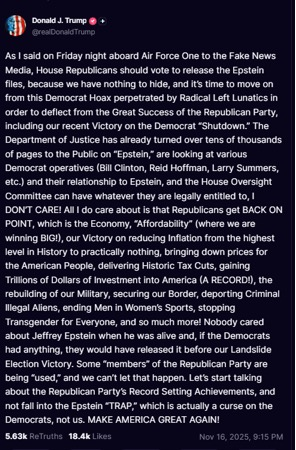 Donald J. Trump
@realDonaldTrump
As I said on Friday night aboard Air Force One to the Fake News
Media, House Republicans should vote to release the Epstein
files, because we have nothing to hide, and it's time to move on
from this Democrat Hoax perpetrated by Radical Left Lunatics in
order to deflect from the Great Success of the Republican Party,
including our recent Victory on the Democrat "Shutdown." The
Department of Justice has already turned over tens of thousands
of pages to the Public on "Epstein," are looking at various
Democrat operatives (Bill Clinton, Reid Hoffman, Larry Summers,
etc.) and their relationship to Epstein, and the House Oversight
Committee can have whatever they are legally entitled to, I
DON'T CARE! All I do care about is that Republicans get BACK ON
POINT, which is the Economy, "Affordability" (where we are
winning BIG!), our Victory on reducing Inflation from the highest
level in History to practically nothing, bringing down prices for
the American People, delivering Historic Tax Cuts, gaining
Trillions of Dollars of Investment into America (A RECORD!), the
rebuilding of our Military, securing our Border, deporting Criminal
Illegal Aliens, ending Men in Women's Sports, stopping
Transgender for Everyone, and so much more! Nobody cared
about Jeffrey Epstein when he was alive and, if the Democrats
had anything, they would have released it before our Landslide
Election Victory. Some "members" of the Republican Party are
being "used," and we can't let that happen. Let's start talking
about the Republican Party's Record Setting Achievements, and
not fall into the Epstein "TRAP," which is actually a curse on the
Democrats, not us. MAKE AMERICA GREAT AGAIN!
5.63k ReTruths 18.4k Likes
Nov 16, 2025, 9:15 PM